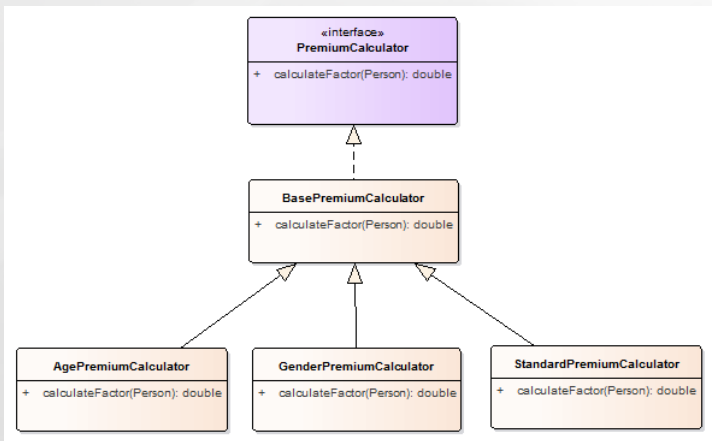 «interface»
PremiumCalculator
+ calculateFactor(Person): double
BasePremiumCalculator
+ calculateFactor(Person): double
AgePremiumCalculator
+ calculateFactor(Person): double
GenderPremiumCalculator
+ calculateFactor(Person): double
StandardPremiumCalculator
+ calculateFactor(Person): double